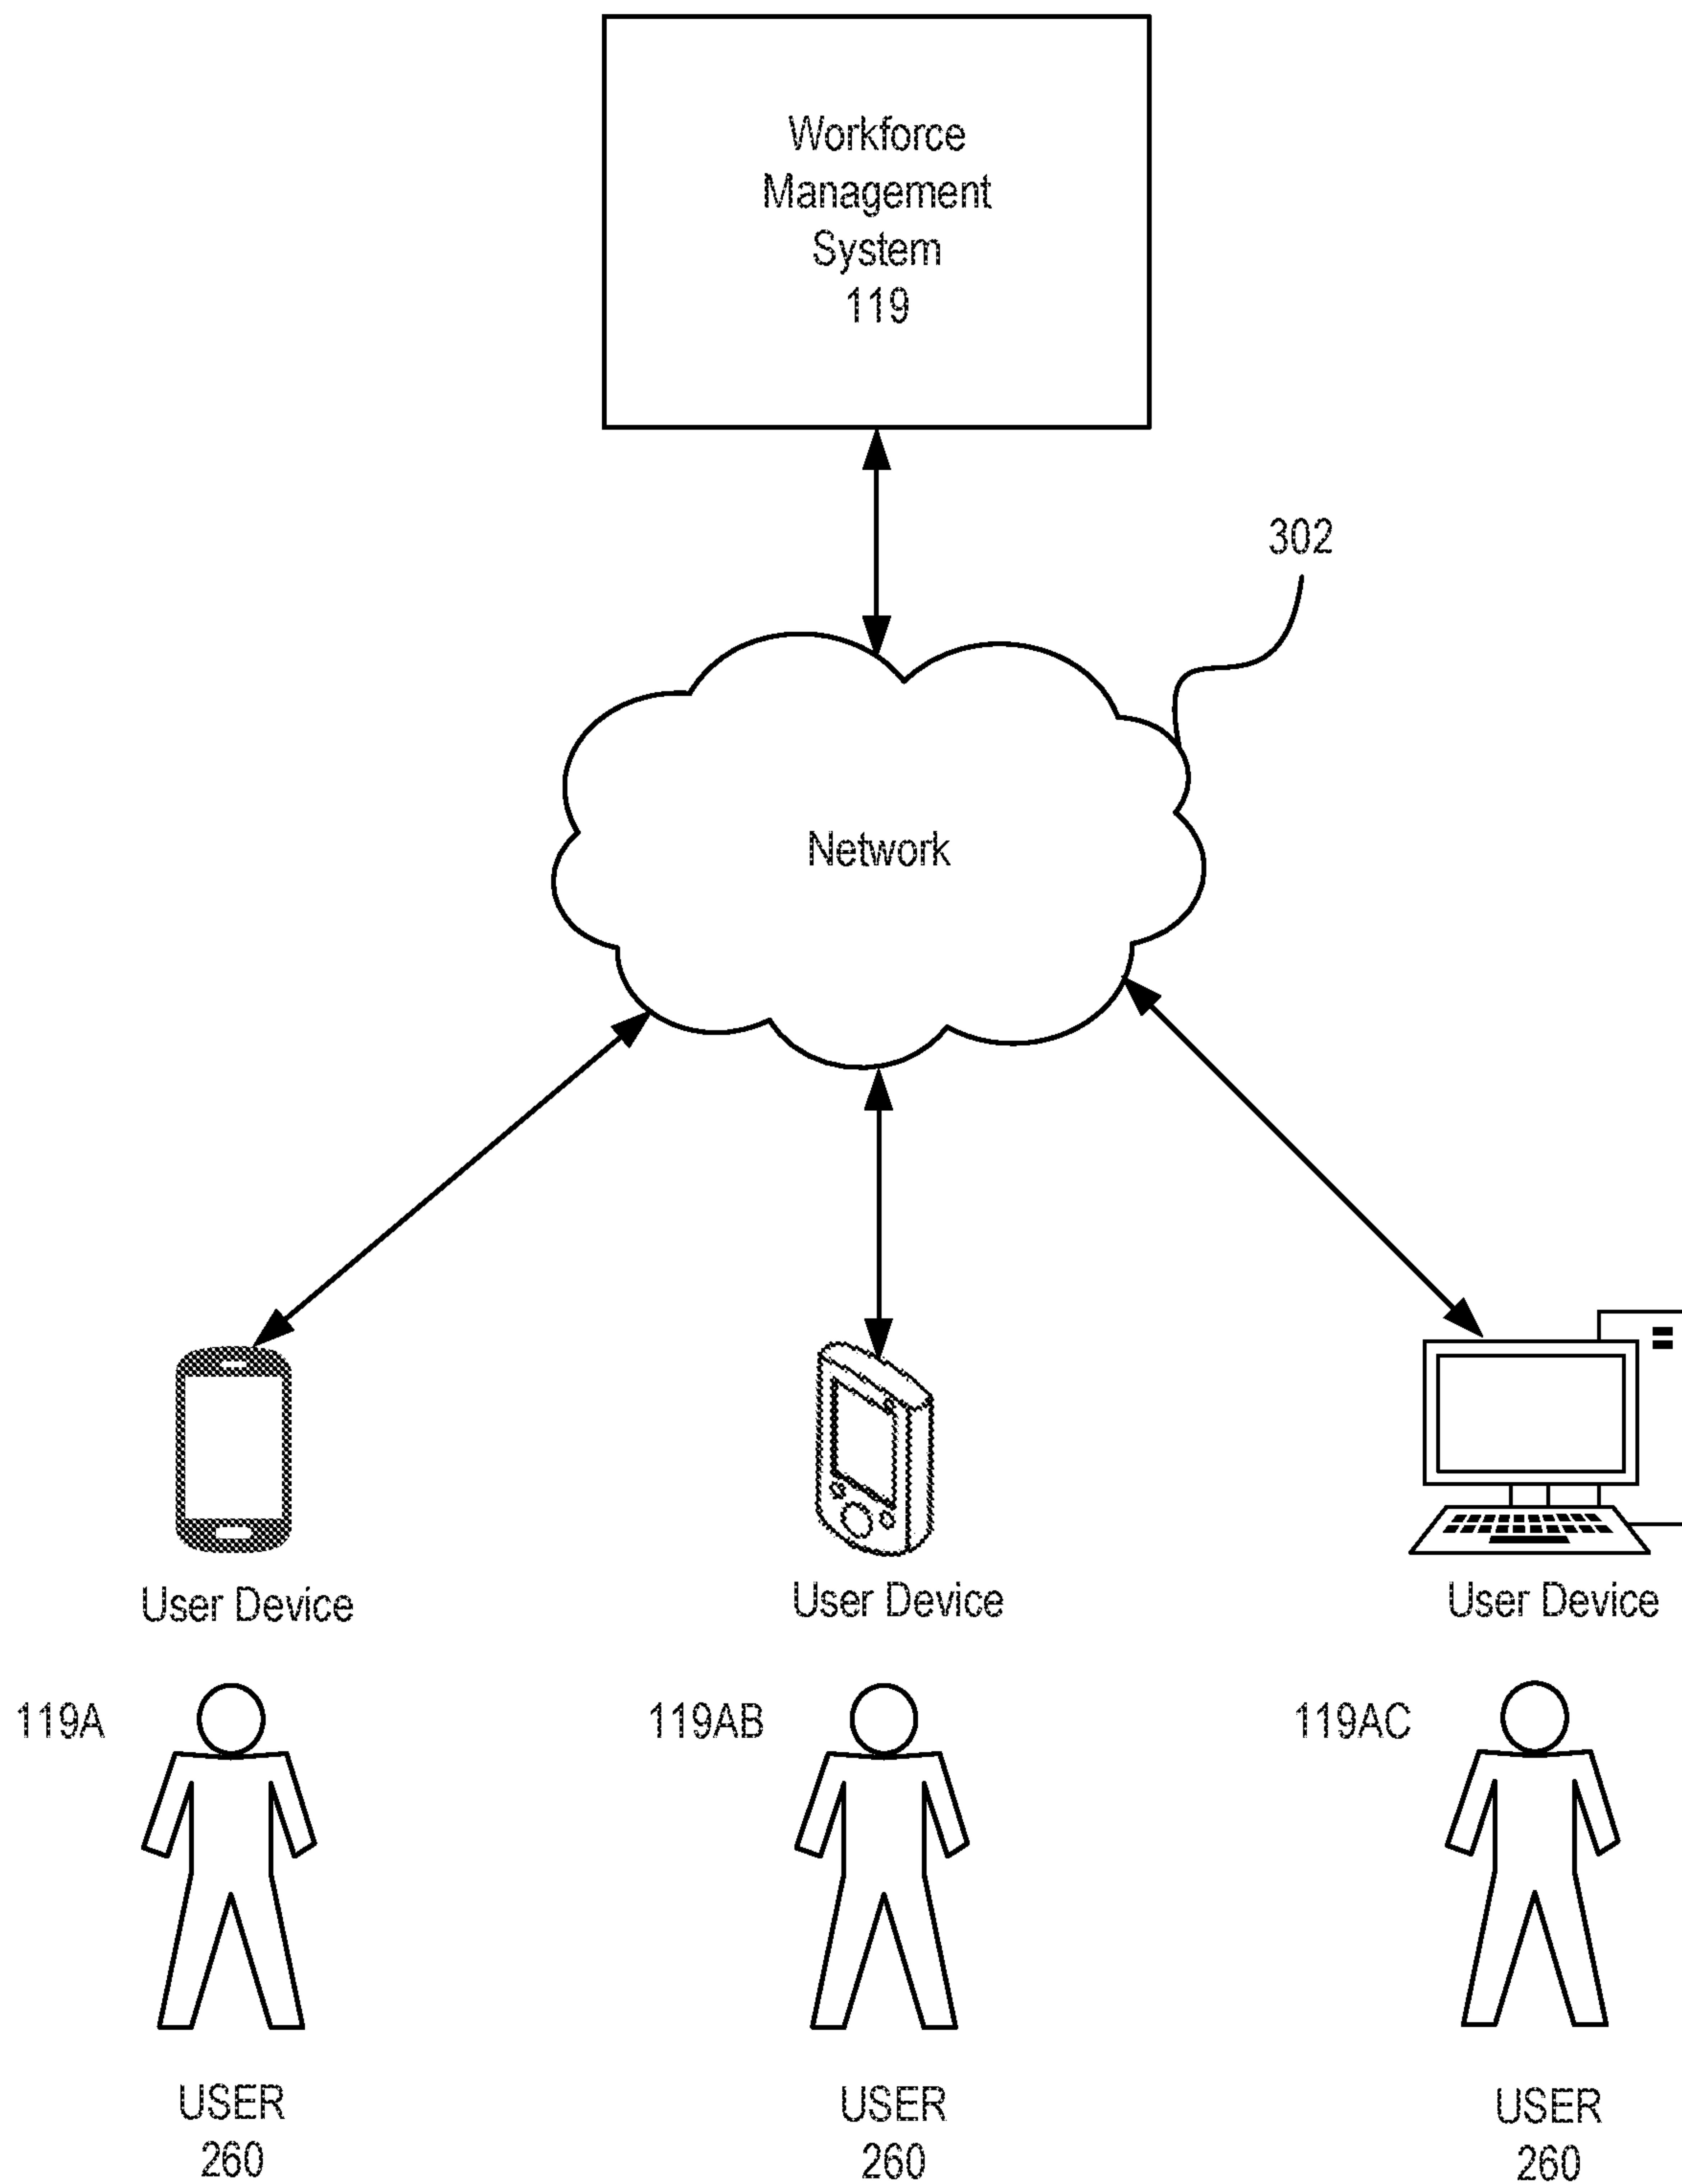 Workforce
Management
System
119
302
Network
User Device
User Device
User Device
119A
119AB
119AC
USER
260
USER
260
USER
260